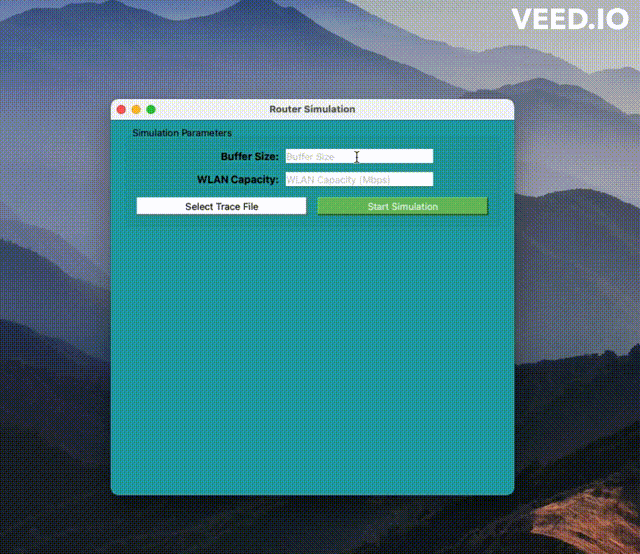 VEED.IO
Router Simulation
Simulation Parameters
Buffer Size: Buffer Size
WLAN Capacity: WLAN Capacity (Mbps)
Select Trace File Start Simulation